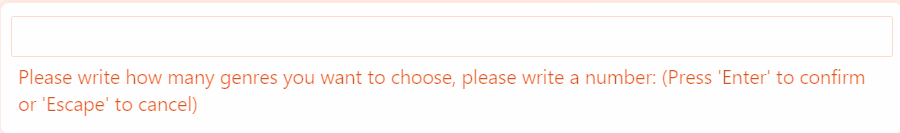 Please write how many genres you want to choose, please write a number: (Press 'Enter' to confirm
or 'Escape' to cancel)